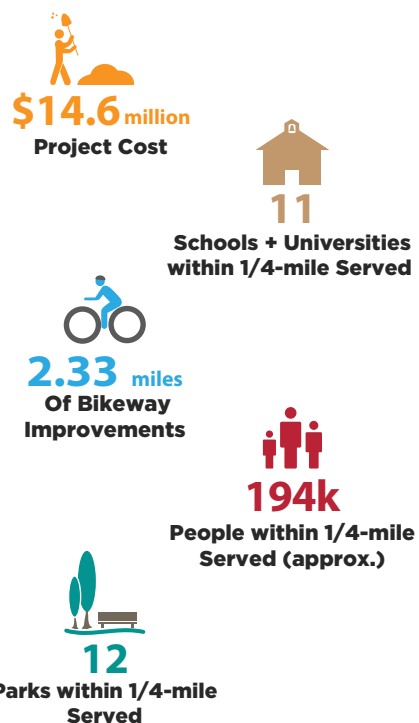 $14.6 million
Project Cost
11
Schools + Universities
within 1/4-mile Served
2.33 miles
Of Bikeway
Improvements
194k
People within 1/4-mile
Served (approx.)
12
Parks within 1/4-mile
Served